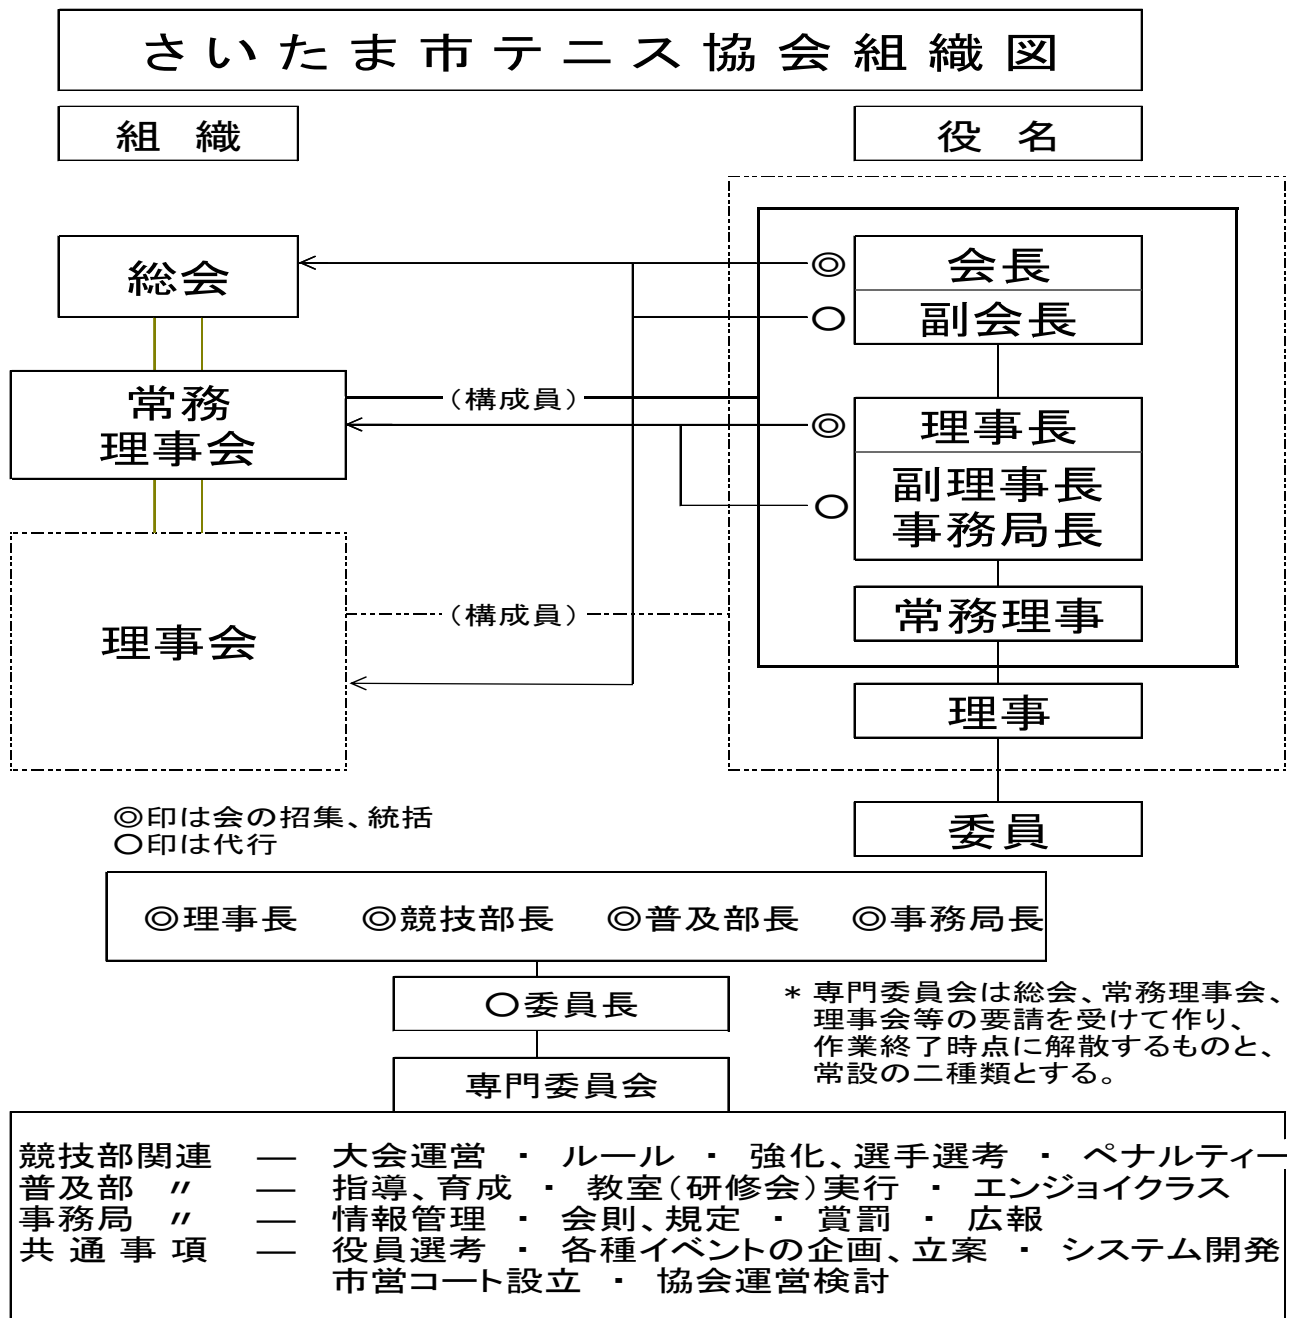 さいたま市テニス協会組織図
組織
役名
総会
会長
副会長
常務
理事会
(構成員)
理事長
副理事長
事務局長
理事会
(構成員)
常務理事
理事
委員
◎印は会の招集、統括
○印は代行
◎理事長 ◎競技部長 ◎普及部長 ◎事務局長
○委員長
専門委員会
* 専門委員会は総会、常務理事会、
理事会等の要請を受けて作り、
作業終了時点に解散するものと、
常設の二種類とする。
競技部関連 ― 大会運営 ・ ルール ・ 強化、選手選考 ・ ペナルティー
普及部 〃 ― 指導、育成 ・ 教室(研修会)実行 ・ エンジョイクラス
事務局 〃 ― 情報管理 ・ 会則、規定 ・ 賞罰 ・ 広報
共通事項 ― 役員選考 ・ 各種イベントの企画、立案 ・ システム開発
市営コート設立 ・ 協会運営検討